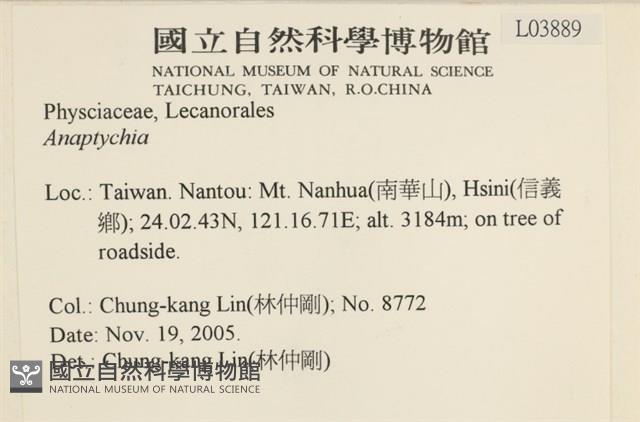 國立自然科學博物館
L03889
NATIONAL MUSEUM OF NATURAL SCIENCE
TAICHUNG, TAIWAN, R.O.CHINA
Physciaceae, Lecanorales
Anaptychia
Loc.: Taiwan. Nantou: Mt. Nanhua(南華山), Hsini(信義
鄉); 24.02.43N, 121.16.71E; alt. 3184m; on tree of
roadside.
Col.: Chung-kang Lin(林仲剛); No. 8772
Date: Nov. 19, 2005.
Det.: Chung-kang Lin(林仲剛)
國立自然科學博物館
NATIONAL MUSEUM OF NATURAL SCIENCE